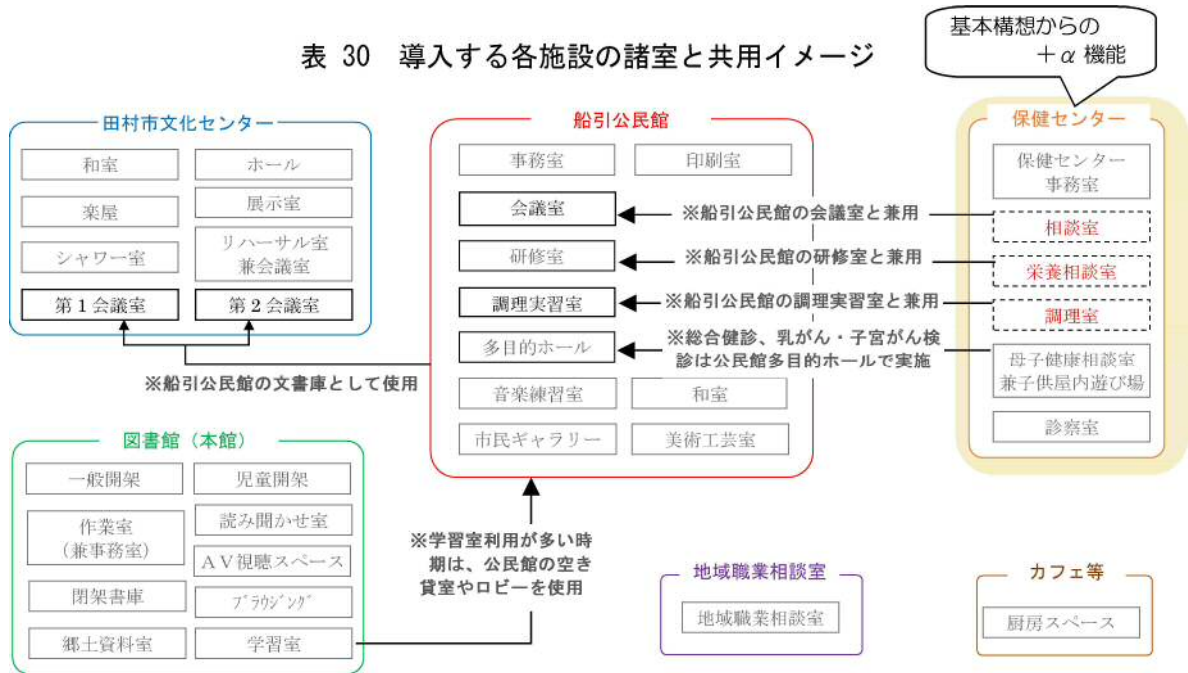 基本構想からの
＋α 機能
表 30　導入する各施設の諸室と共用イメージ
田村市文化センター
和室
ホール
楽屋
展示室
シャワー室
リハーサル室
兼会議室
第１会議室
第２会議室
※船引公民館の文書庫として使用
船引公民館
事務室
印刷室
会議室
研修室
調理実習室
多目的ホール
音楽練習室
和室
市民ギャラリー
美術工芸室
※船引公民館の会議室と兼用
※船引公民館の研修室と兼用
※船引公民館の調理実習室と兼用
※総合健診、乳がん・子宮がん検
診は公民館多目的ホールで実施
保健センター
保健センター
事務室
相談室
栄養相談室
調理室
母子健康相談室
兼子供屋内遊び場
診察室
図書館（本館）
一般開架
児童開架
作業室
（兼事務室）
読み聞かせ室
ＡＶ視聴スペース
閉架書庫
ﾌﾞﾗｳｼﾞﾝｸﾞ
郷土資料室
学習室
※学習室利用が多い時
期は、公民館の空き
貸室やロビーを使用
地域職業相談室
地域職業相談室
カフェ等
厨房スペース